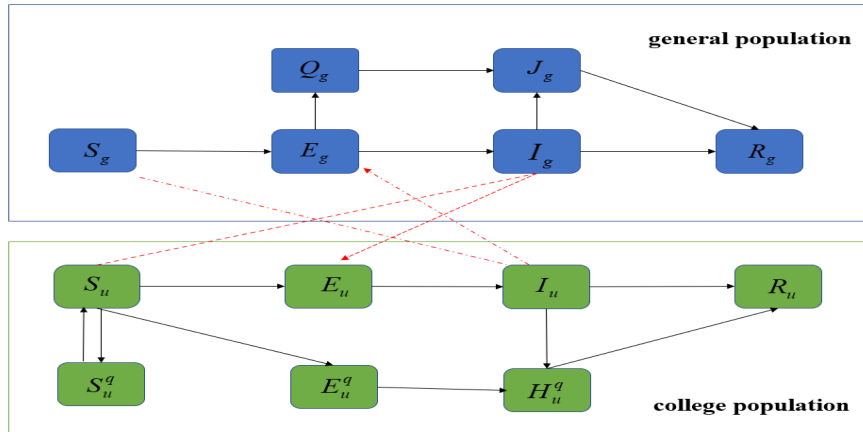 general population
Q_g
J_g
S_g
E_g
I_g
R_g
S_u
E_u
I_u
R_u
S_u^q
E_u^q
H_u^q
college population